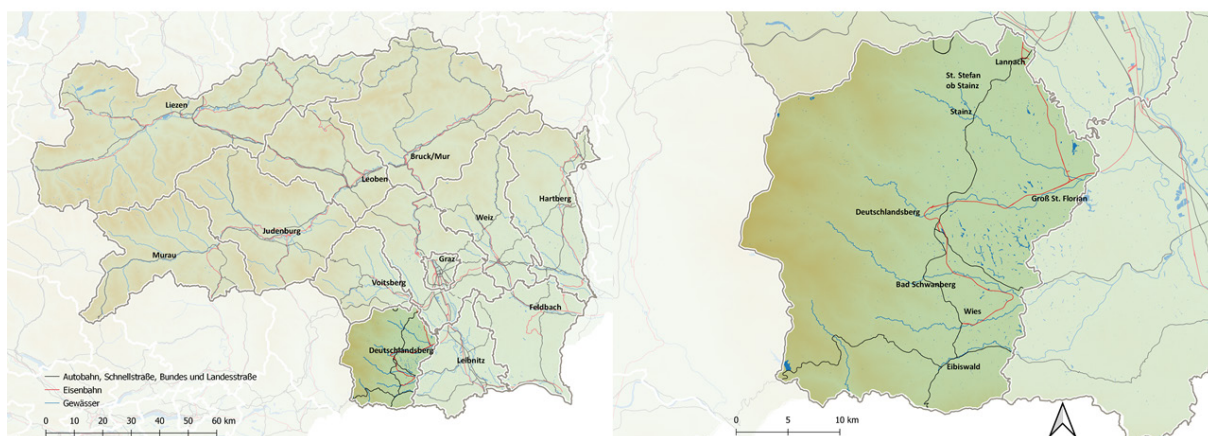 Liezen
Bruck/Mur
Leoben
Hartberg
Weiz
Judenburg
Murau
Graz
Voitsberg
Feldbach
Deutschlandsberg
Leibnitz
Autobahn, Schnellstraße, Bundes und Landesstraße
Eisenbahn
Gewässer
0 10 20 30 40 50 60 km
Lannach
St. Stefan
ob Stainz
Stainz
Deutschlandsberg
Groß St. Florian
Bad Schwanberg
Wies
Eibiswald
0 5 10 km